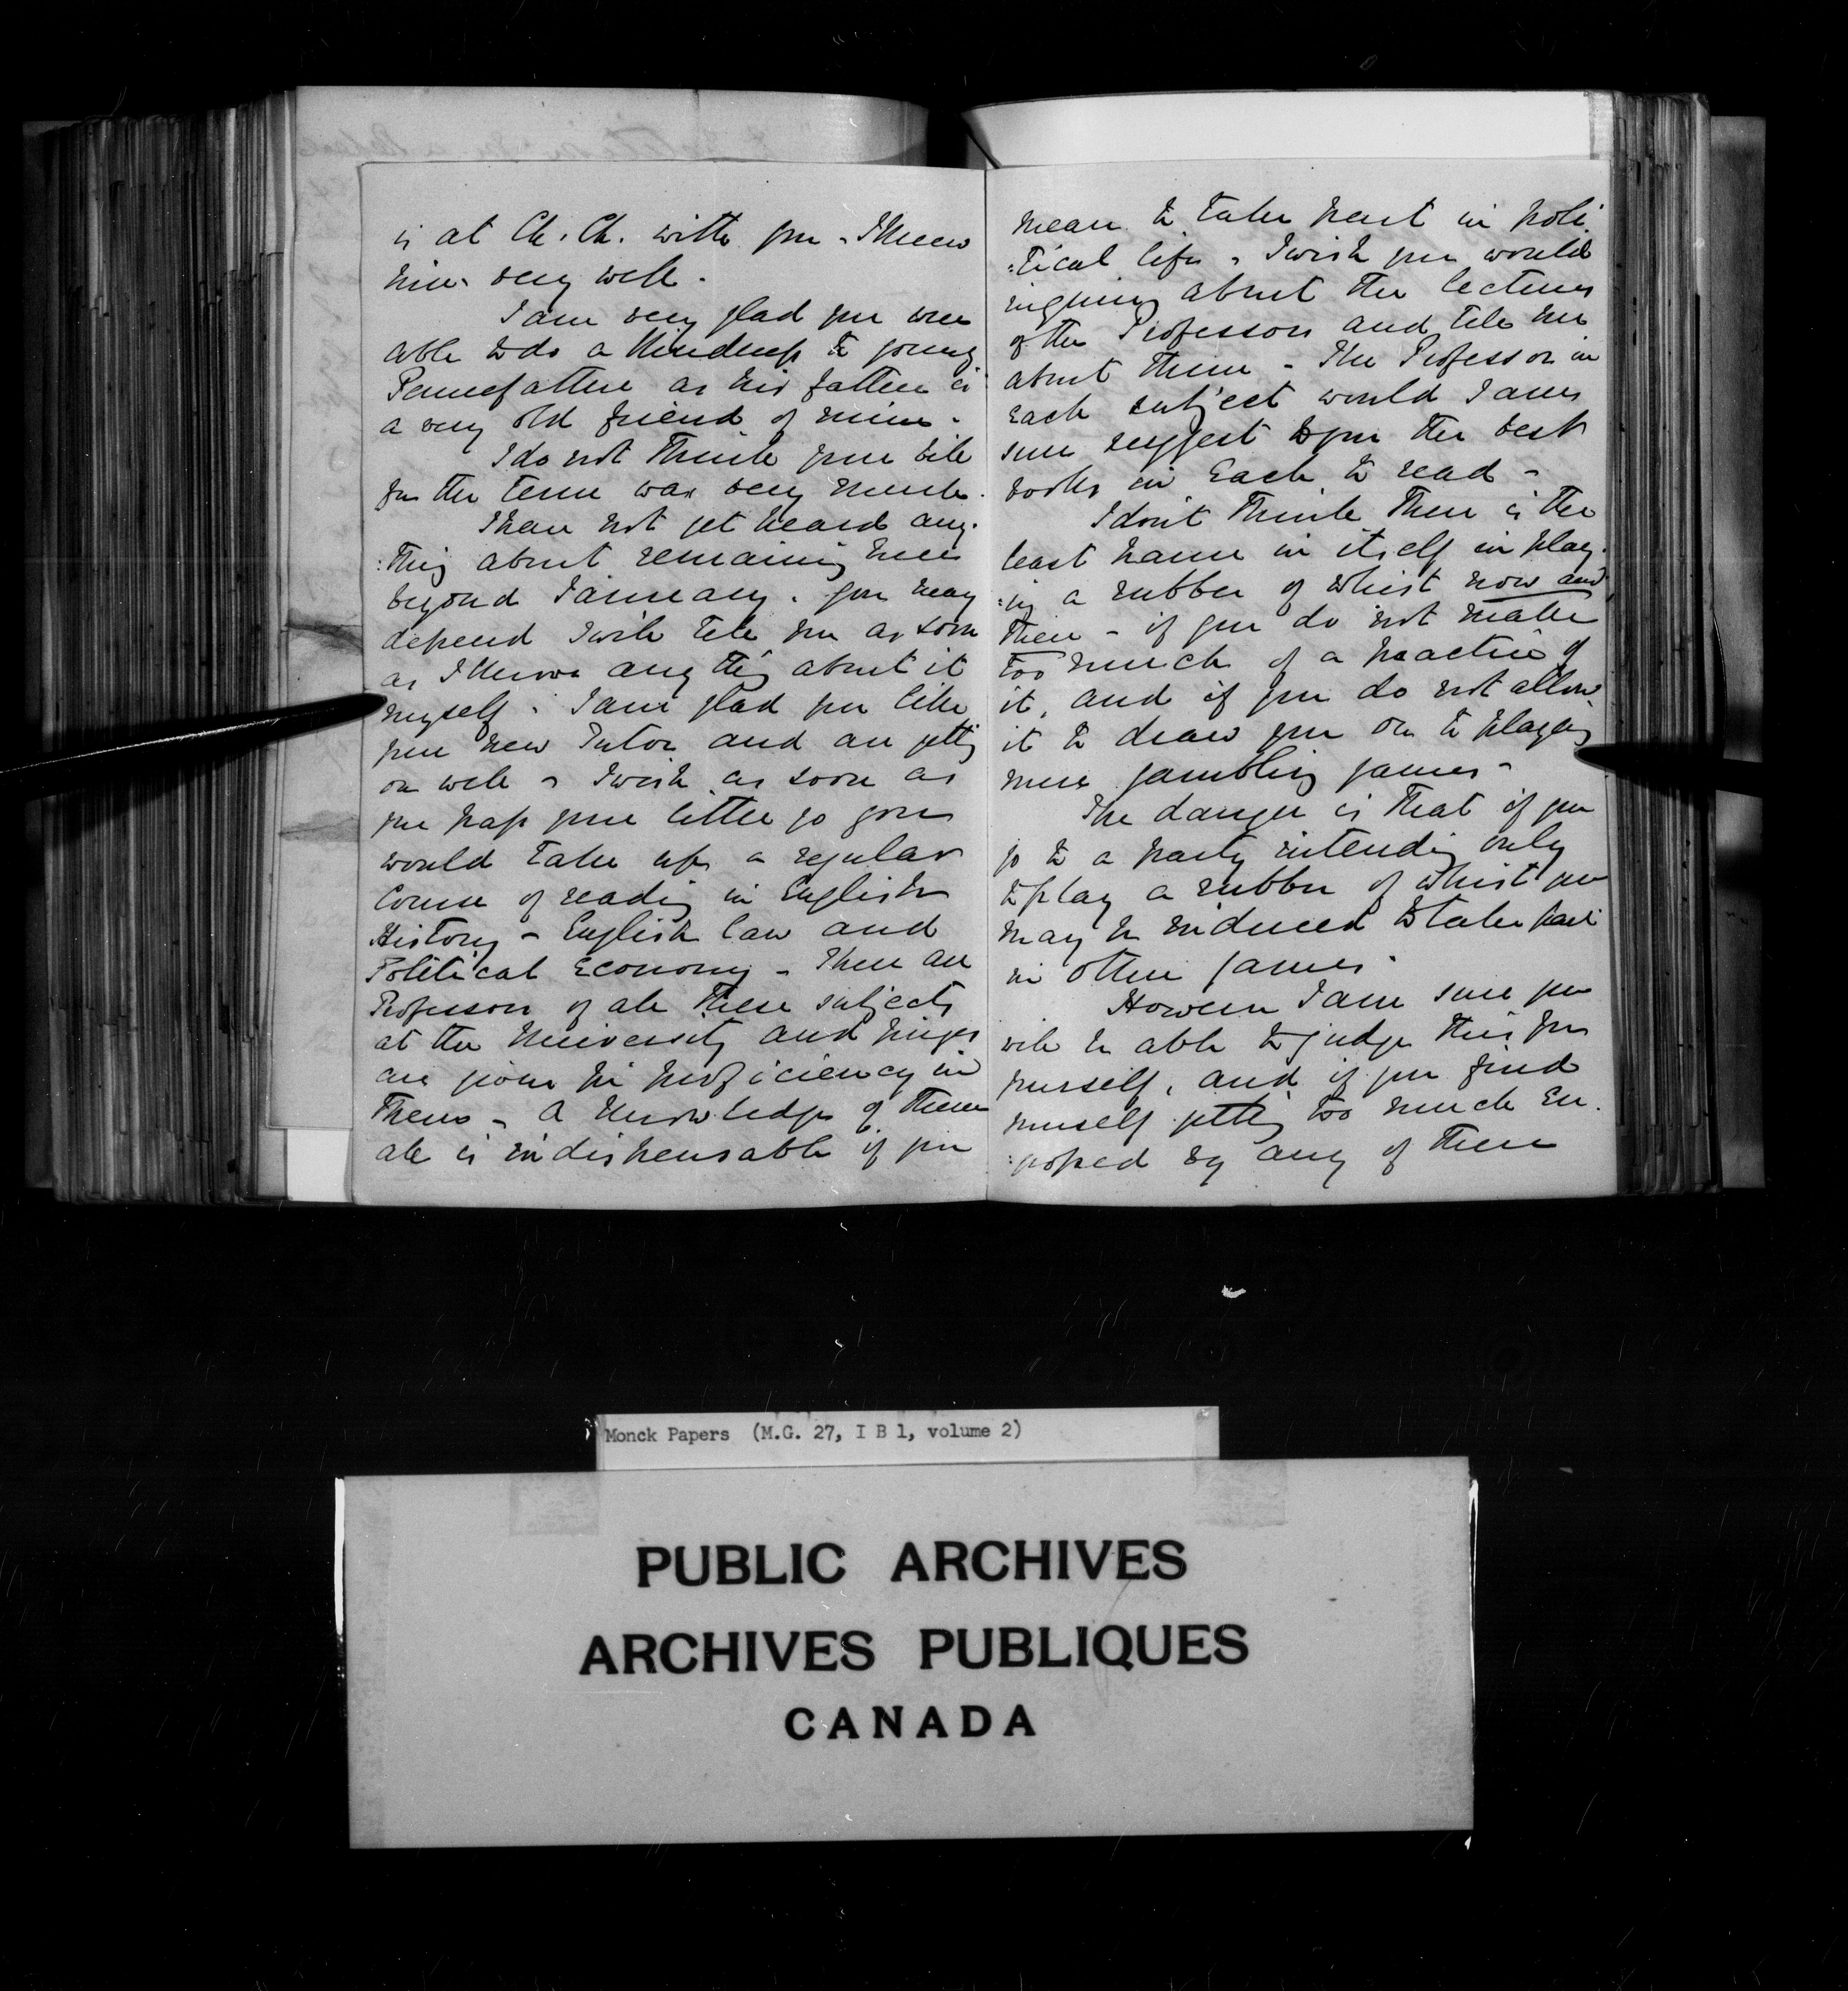 is at Ch. Ch. with you - I knew
him very well.
I am very glad you were
able to do a kindness to young
Pennefather as his father is
a very old friend of mine.
I do not think your bill
for the term was very much.
I have not yet heard any-
:thing about remaining here
beyond January. You may
depend I will tell you as soon
as I know any thing about it
myself. I am glad you like
your new Tutor and are getting
on well - I wish as soon as
you pass your little go you
would take up a regular
Course of reading in English
History - English law and
Political Economy - There are
Professors of all these subjects
at the University and prizes
are given for proficiency in
them - A knowledge of them
all is indispensable if you
mean to take part in poli
:tical life - I wish you would
inquire about the lectures
of the Professors and tell me
about them - The Professor in
each subject would I am
sure suggest to you the best
books in each to read -
I don't think there is the
least harm in itself in play-
:ing a rubber of whist now and
then - if you do not make
too much of a practice of
it, and if you do not allow
it to draw you on to playing
mere gambling games -
The danger is that if you
go to a party intending only
to play a rubber of whist you
may be induced to take part
in other games.
However I am sure you
will be able to judge this for
yourself, and if you find
yourself getting too much en-
:grossed by any of these
Monck Papers (M.G. 27, I B 1, volume 2)
PUBLIC ARCHIVES
ARCHIVES PUBLIQUES
CANADA